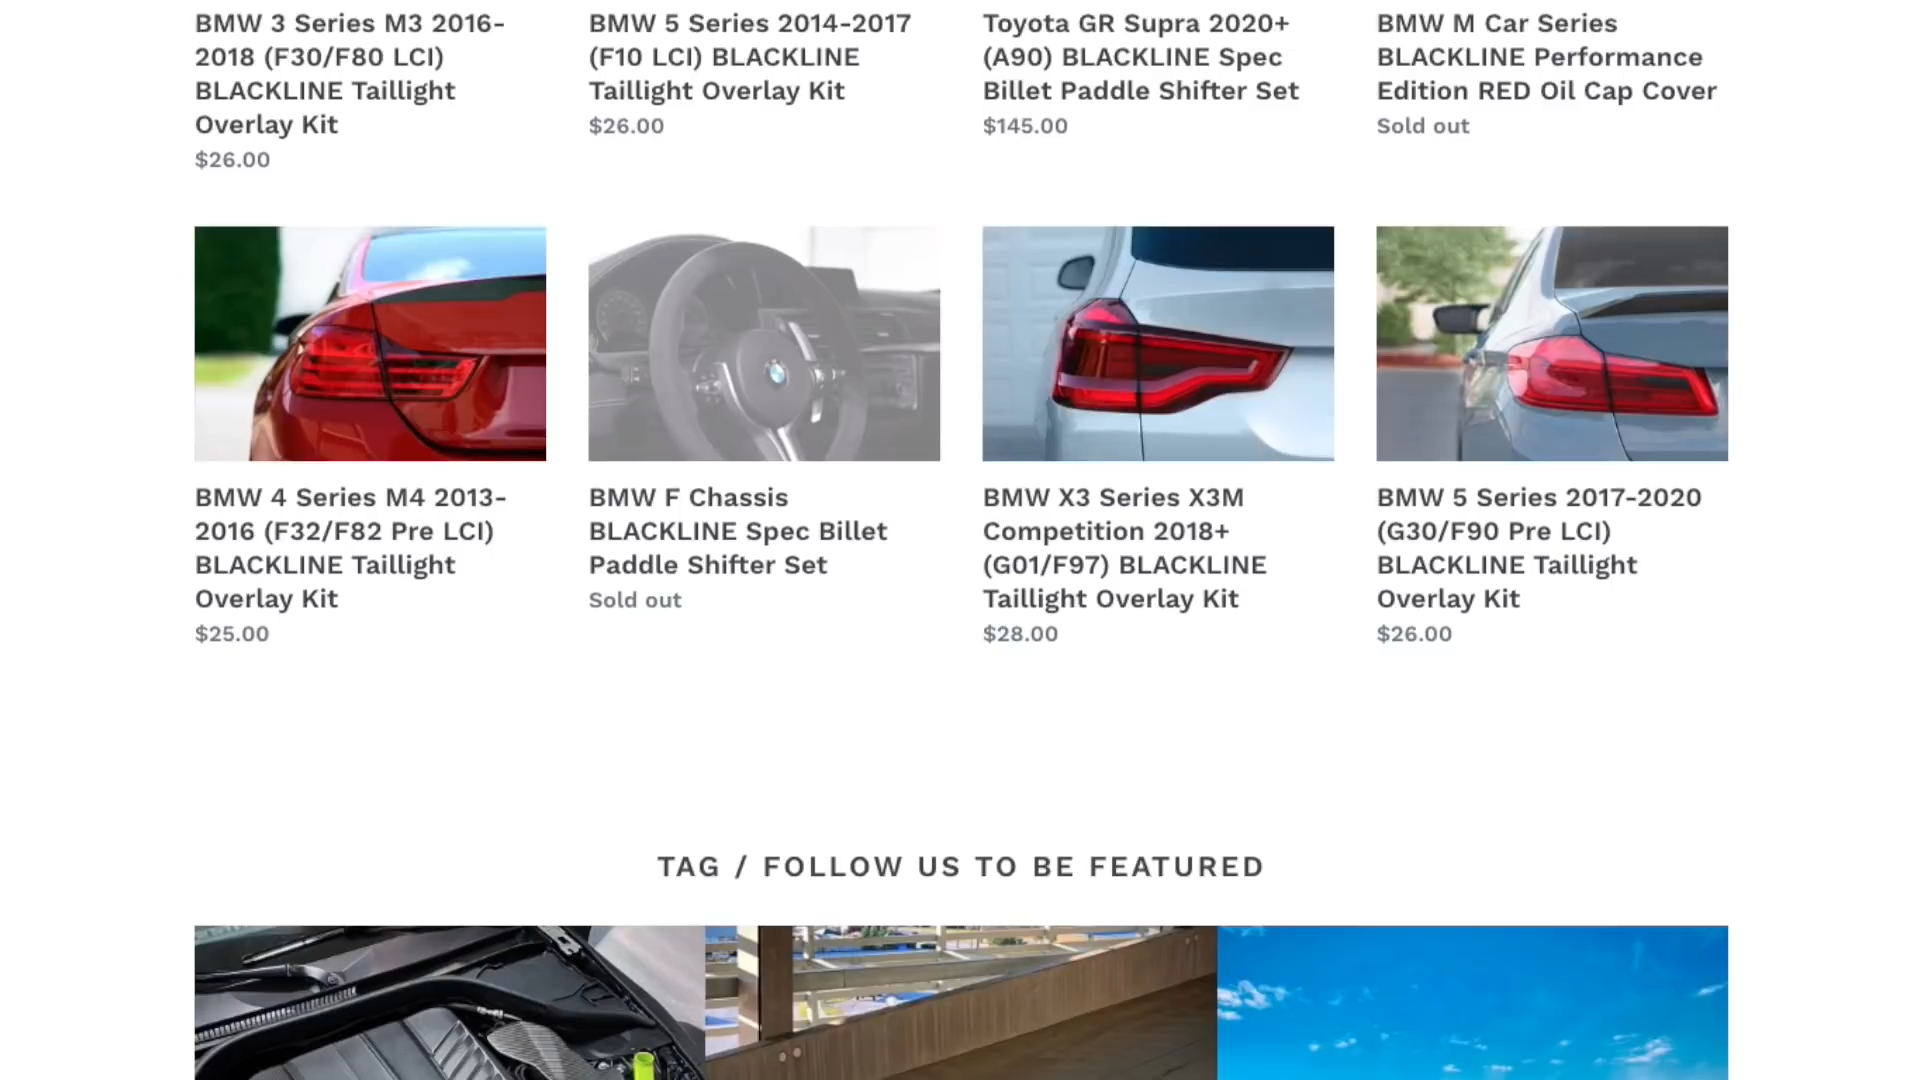 BMW 3 Series M3 2016-
2018 (F30/F80 LCI)
BLACKLINE Taillight
Overlay Kit
$26.00
BMW 5 Series 2014-2017
(F10 LCI) BLACKLINE
Taillight Overlay Kit
$26.00
Toyota GR Supra 2020+
(A90) BLACKLINE Spec
Billet Paddle Shifter Set
$145.00
BMW M Car Series
BLACKLINE Performance
Edition RED Oil Cap Cover
Sold out
BMW 4 Series M4 2013-
2016 (F32/F82 Pre LCI)
BLACKLINE Taillight
Overlay Kit
$25.00
BMW F Chassis
BLACKLINE Spec Billet
Paddle Shifter Set
Sold out
BMW X3 Series X3M
Competition 2018+
(G01/F97) BLACKLINE
Taillight Overlay Kit
$28.00
BMW 5 Series 2017-2020
(G30/F90 Pre LCI)
BLACKLINE Taillight
Overlay Kit
$26.00
TAG / FOLLOW US TO BE FEATURED